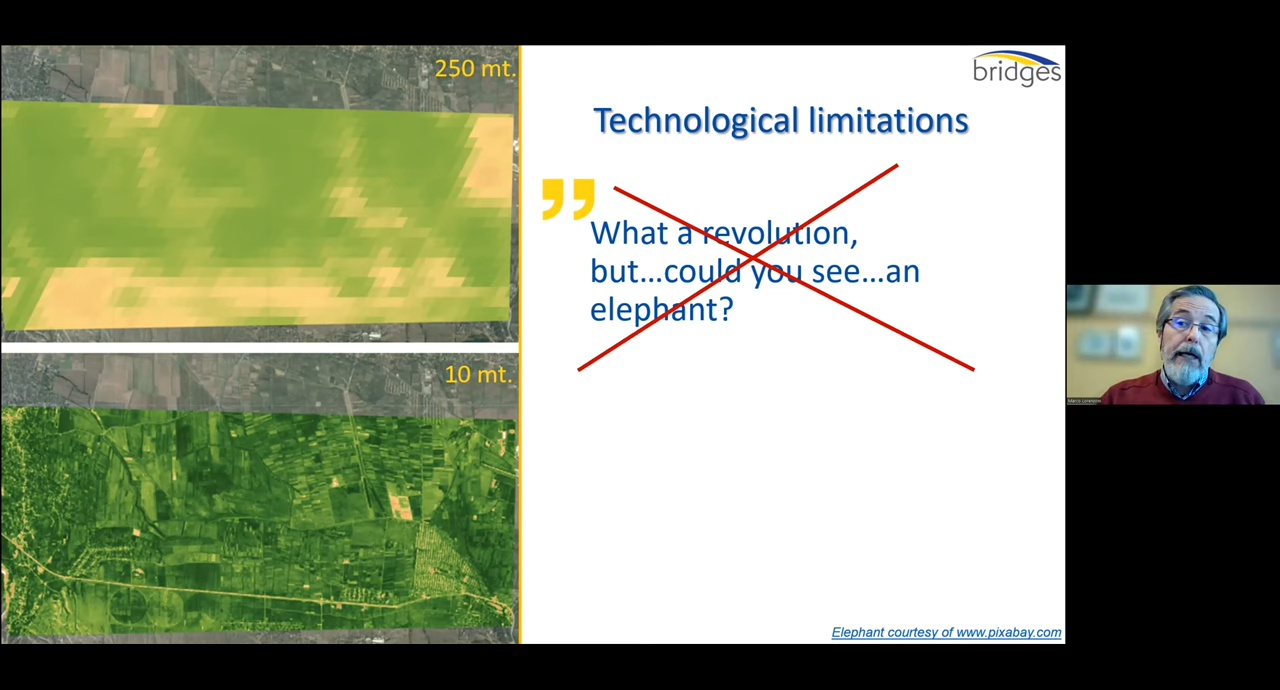 250 mt.
10 mt.
bridges
Technological limitations
”
What a revolution,
but...could you see...an
elephant?
Elephant courtesy of www.pixabay.com